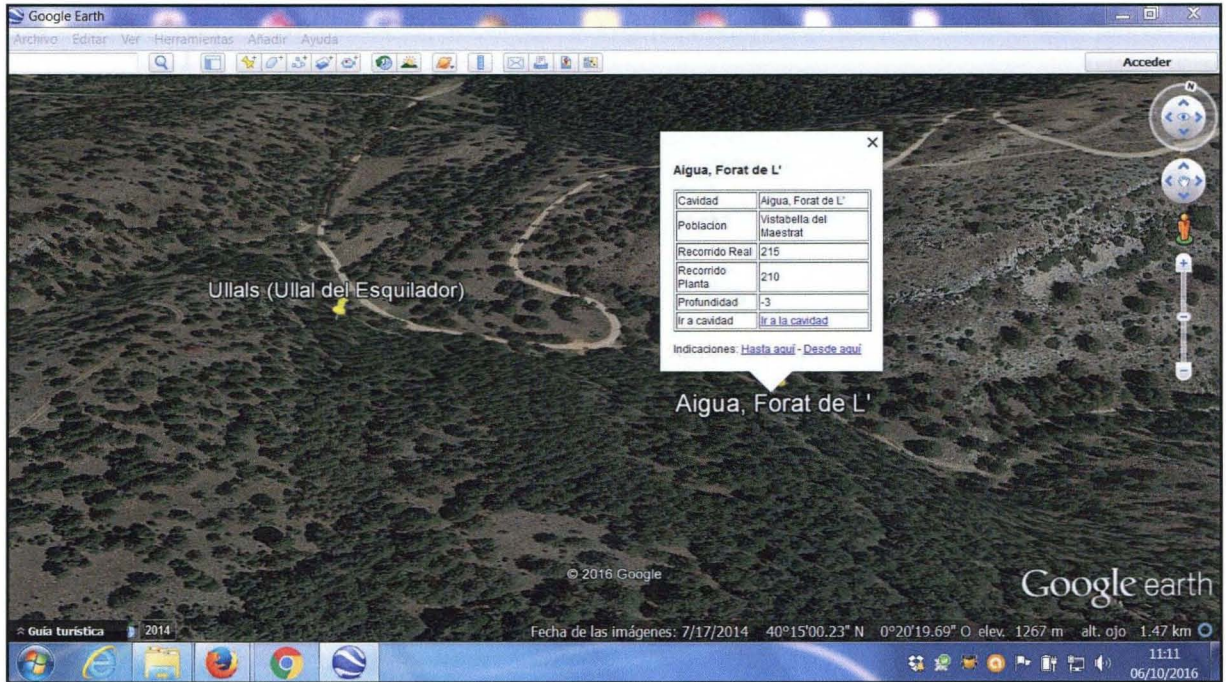 Google Earth
Archivo Editar Ver Herramientas Añadir Ayuda
Acceder
N
Aigua, Forat de L'
Cavidad Aigua, Forat de L'
Poblacion Vistabella del
Maestrat
Recorrido Real 215
Recorrido
Planta 210
Profundidad -3
Ir a cavidad Ir a la cavidad
Indicaciones: Hasta aquí - Desde aquí
Ullals (Ullal del Esquilador)
Aigua, Forat de L'
© 2016 Google
Google earth
Guía turística 2014 Fecha de las imágenes: 7/17/2014 40°15'00.23" N 0°20'19.69" O elev. 1267 m alt. ojo 1.47 km
11:11
06/10/2016